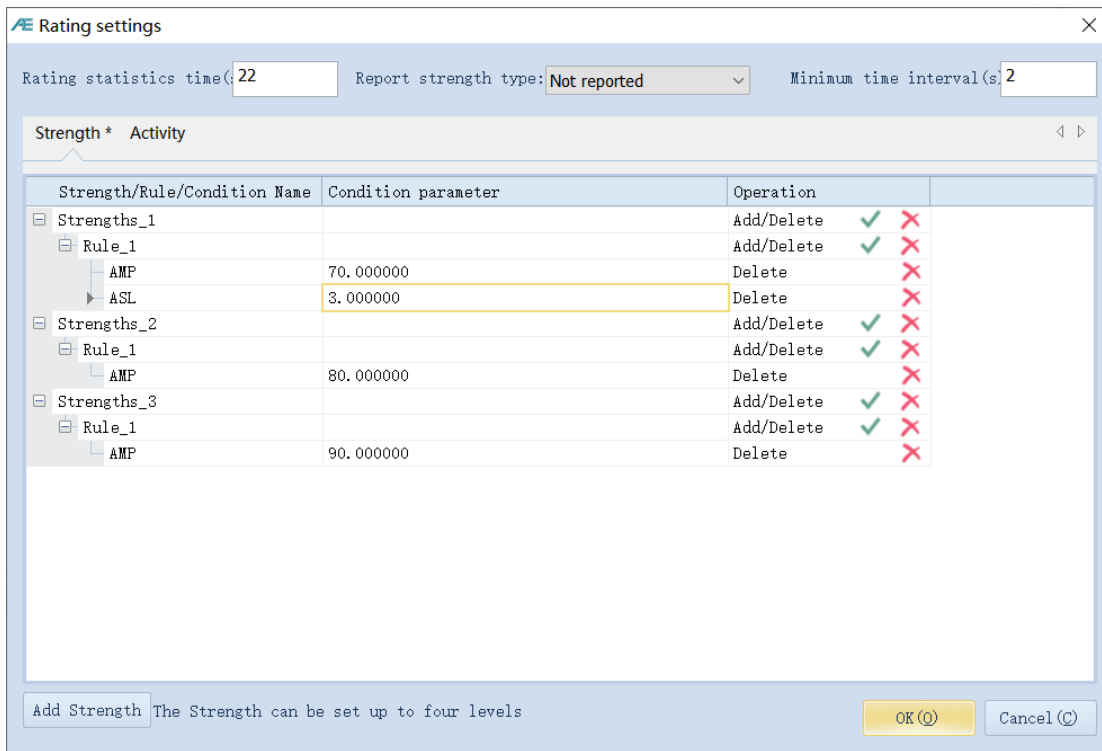 Æ Rating settings
Rating statistics time(s 22 Report strength type: Not reported Minimum time interval(s) 2
Strength * Activity
Strength/Rule/Condition Name Condition parameter Operation
Strengths_1 Add/Delete
Rule_1 Add/Delete
AMP 70.000000 Delete
ASL 3.000000 Delete
Strengths_2 Add/Delete
Rule_1 Add/Delete
AMP 80.000000 Delete
Strengths_3 Add/Delete
Rule_1 Add/Delete
AMP 90.000000 Delete
Add Strength The Strength can be set up to four levels
OK(O) Cancel(C)